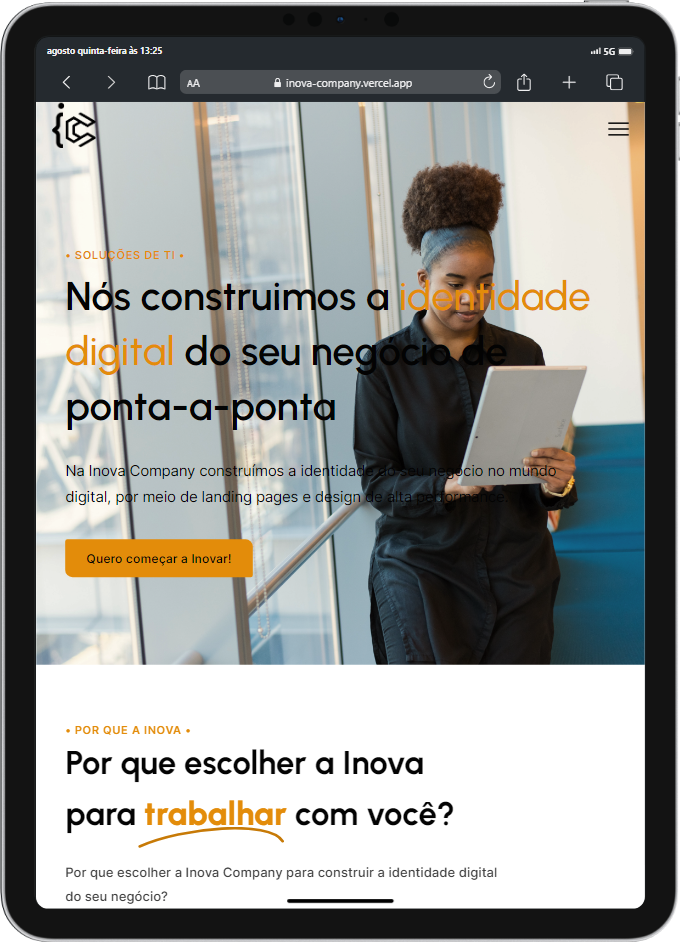 agosto quinta-feira às 13:25
5G
AA
inova-company.vercel.app
{iC
• SOLUÇÕES DE TI •
Nós construimos a identidade
digital do seu negócio de
ponta-a-ponta
Na Inova Company construímos a identidade do seu negócio no mundo
digital, por meio de landing pages e design de alta performance.
Quero começar a Inovar!
• POR QUE A INOVA •
Por que escolher a Inova
para trabalhar com você?
Por que escolher a Inova Company para construir a identidade digital
do seu negócio?